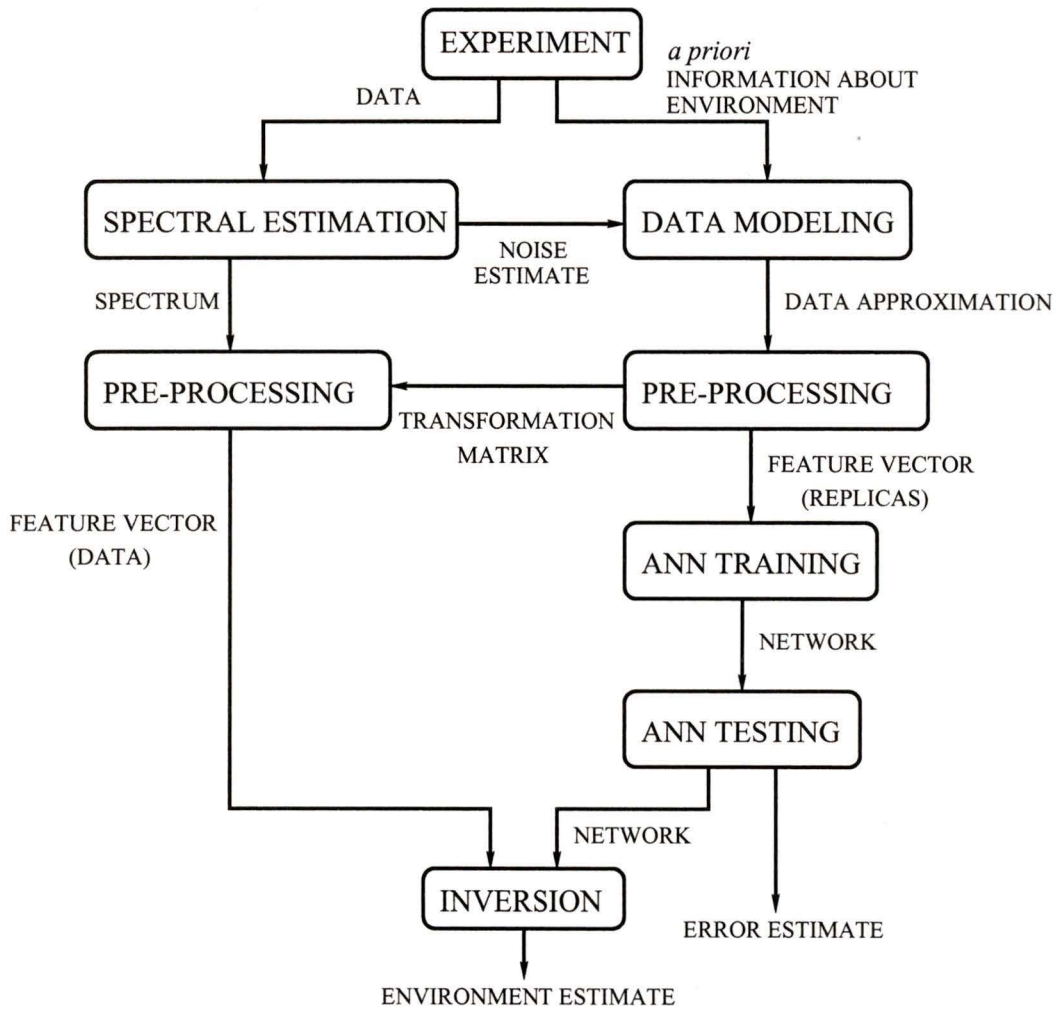 EXPERIMENT
a priori
INFORMATION ABOUT
ENVIRONMENT
DATA
SPECTRAL ESTIMATION
DATA MODELING
NOISE
ESTIMATE
SPECTRUM
DATA APPROXIMATION
PRE-PROCESSING
PRE-PROCESSING
TRANSFORMATION
MATRIX
FEATURE VECTOR
(REPLICAS)
FEATURE VECTOR
(DATA)
ANN TRAINING
NETWORK
ANN TESTING
NETWORK
INVERSION
ERROR ESTIMATE
ENVIRONMENT ESTIMATE